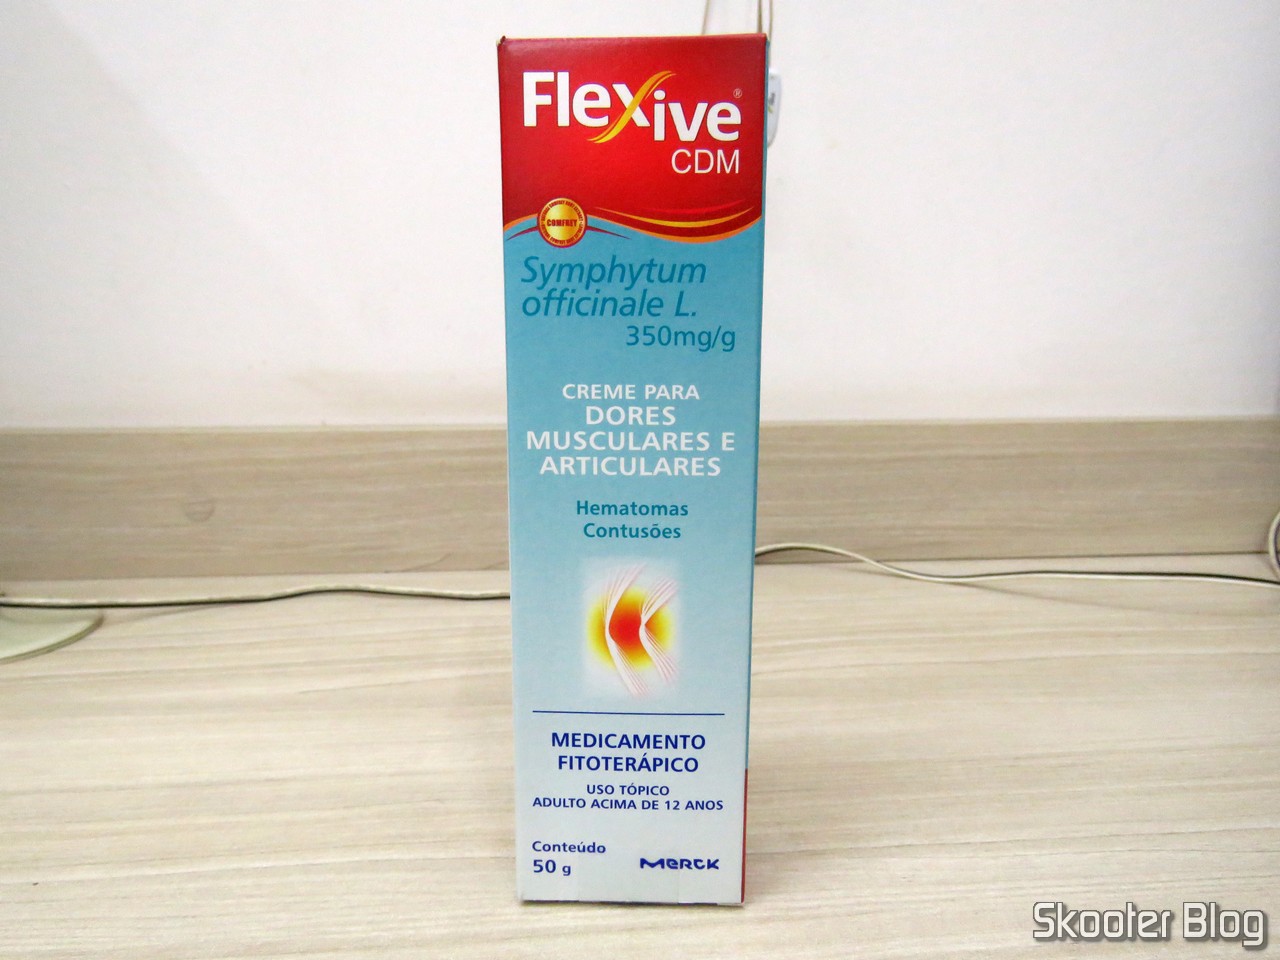 Flexive®
CDM
COMFREY
Symphytum
officinale L.
350mg/g
CREME PARA
DORES
MUSCULARES E
ARTICULARES
Hematomas
Contusões
MEDICAMENTO
FITOTERÁPICO
USO TÓPICO
ADULTO ACIMA DE 12 ANOS
Conteúdo
50 g
MERCK
Skooter Blog